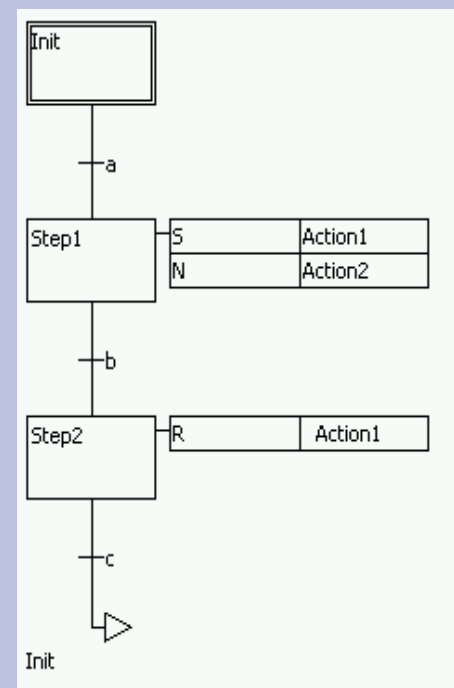 Init
a
Step1
S Action1
N Action2
b
Step2
R Action1
c
Init